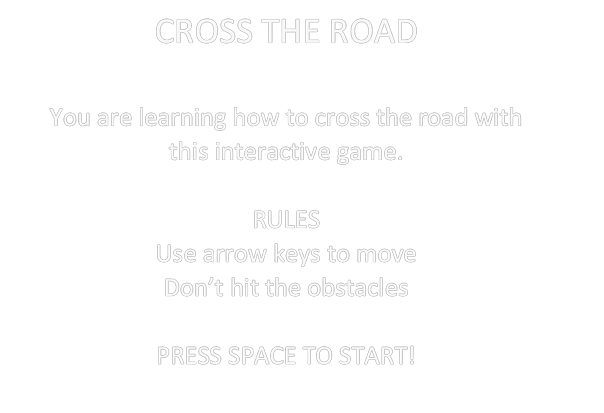 CROSS THE ROAD
You are learning how to cross the road with
this interactive game.
RULES
Use arrow keys to move
Don’t hit the obstacles
PRESS SPACE TO START!